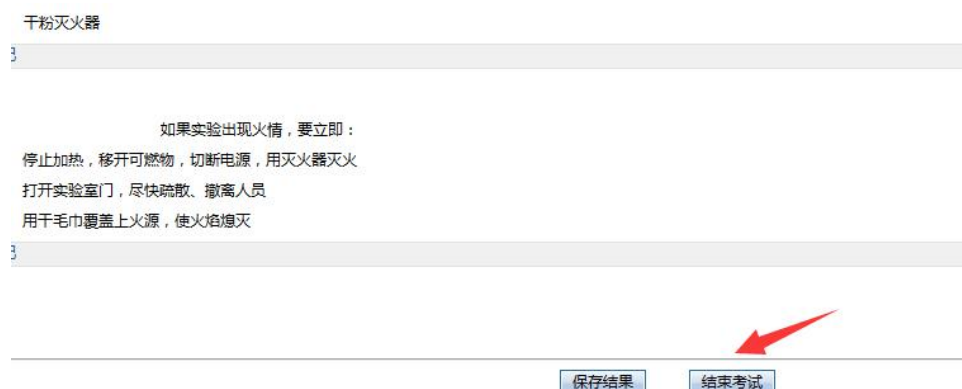 干粉灭火器
如果实验出现火情，要立即：
停止加热，移开可燃物，切断电源，用灭火器灭火
打开实验室门，尽快疏散、撤离人员
用干毛巾覆盖上火源，使火焰熄灭
保存结果
结束考试